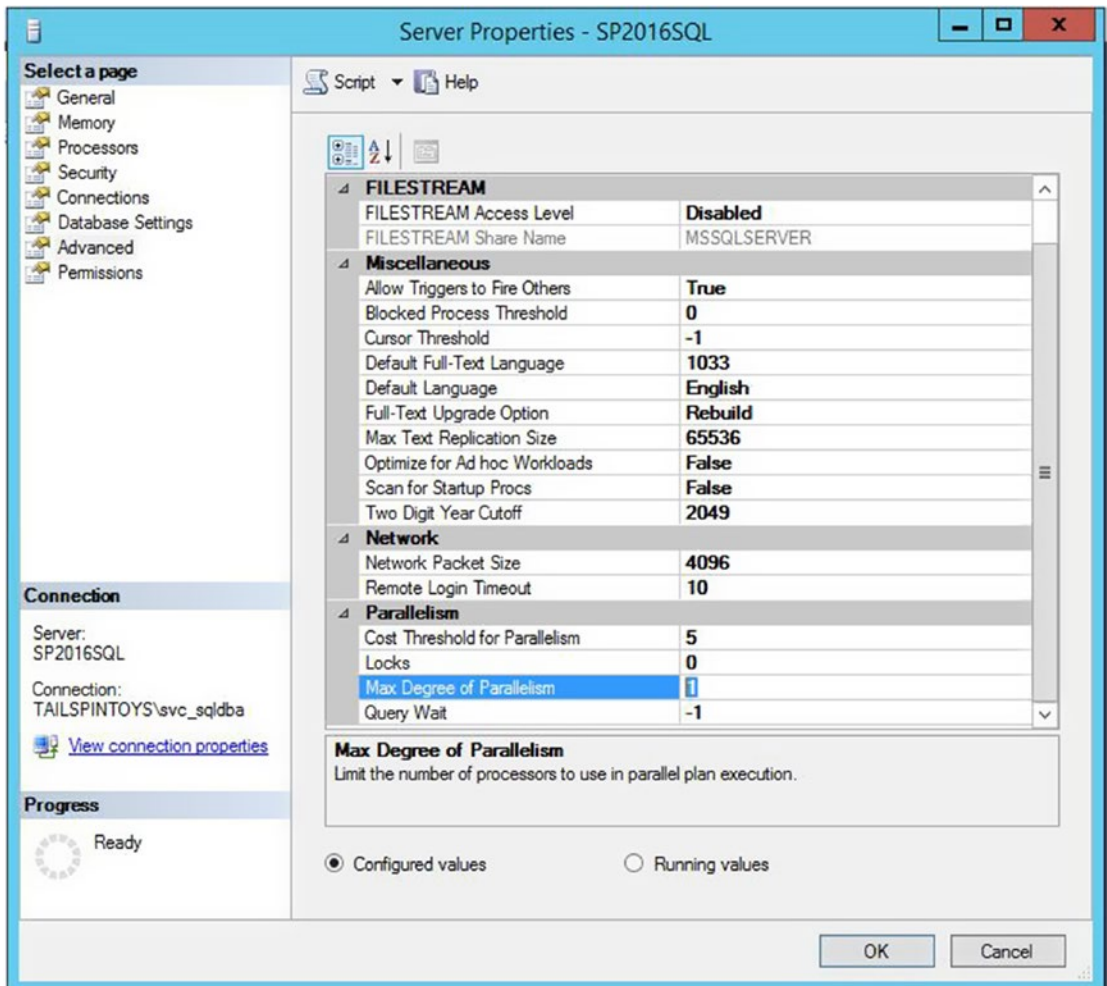 Server Properties - SP2016SQL
Select a page
General
Memory
Processors
Security
Connections
Database Settings
Advanced
Permissions
Connection
Server:
SP2016SQL
Connection:
TAILSPINTOYS\svc_sqldba
View connection properties
Progress
Ready
Script Help
FILESTREAM
FILESTREAM Access Level Disabled
FILESTREAM Share Name MSSQLSERVER
Miscellaneous
Allow Triggers to Fire Others True
Blocked Process Threshold 0
Cursor Threshold -1
Default Full-Text Language 1033
Default Language English
Full-Text Upgrade Option Rebuild
Max Text Replication Size 65536
Optimize for Ad hoc Workloads False
Scan for Startup Procs False
Two Digit Year Cutoff 2049
Network
Network Packet Size 4096
Remote Login Timeout 10
Parallelism
Cost Threshold for Parallelism 5
Locks 0
Max Degree of Parallelism 1
Query Wait -1
Max Degree of Parallelism
Limit the number of processors to use in parallel plan execution.
Configured values Running values
OK Cancel